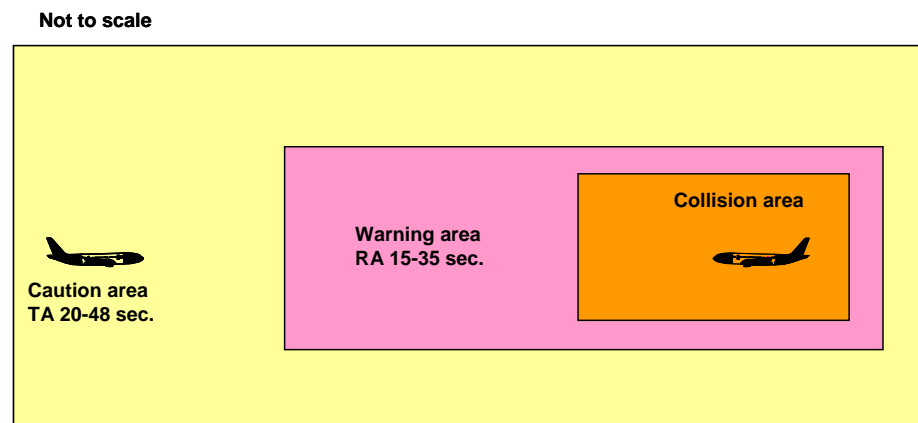 Not to scale
Collision area
Warning area
RA 15-35 sec.
Caution area
TA 20-48 sec.